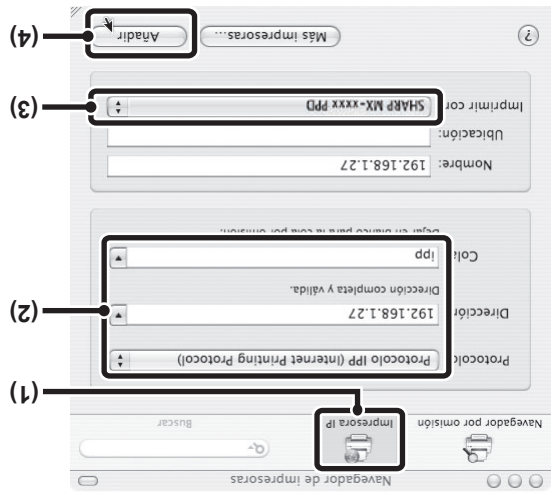 Navegador de impresoras
Navegador por omisión
Impresora IP
Buscar
(1)
Protocolo
Protocolo IPP (Internet Printing Protocol)
Dirección
192.168.1.27
Dirección completa y válida.
(2)
Cola
ipp
Dejar en blanco para la cola por omisión.
Nombre:
192.168.1.27
Ubicación:
Imprimir con
SHARP MX-xxxx PPD
(3)
?
Más impresoras...
Añadir
(4)